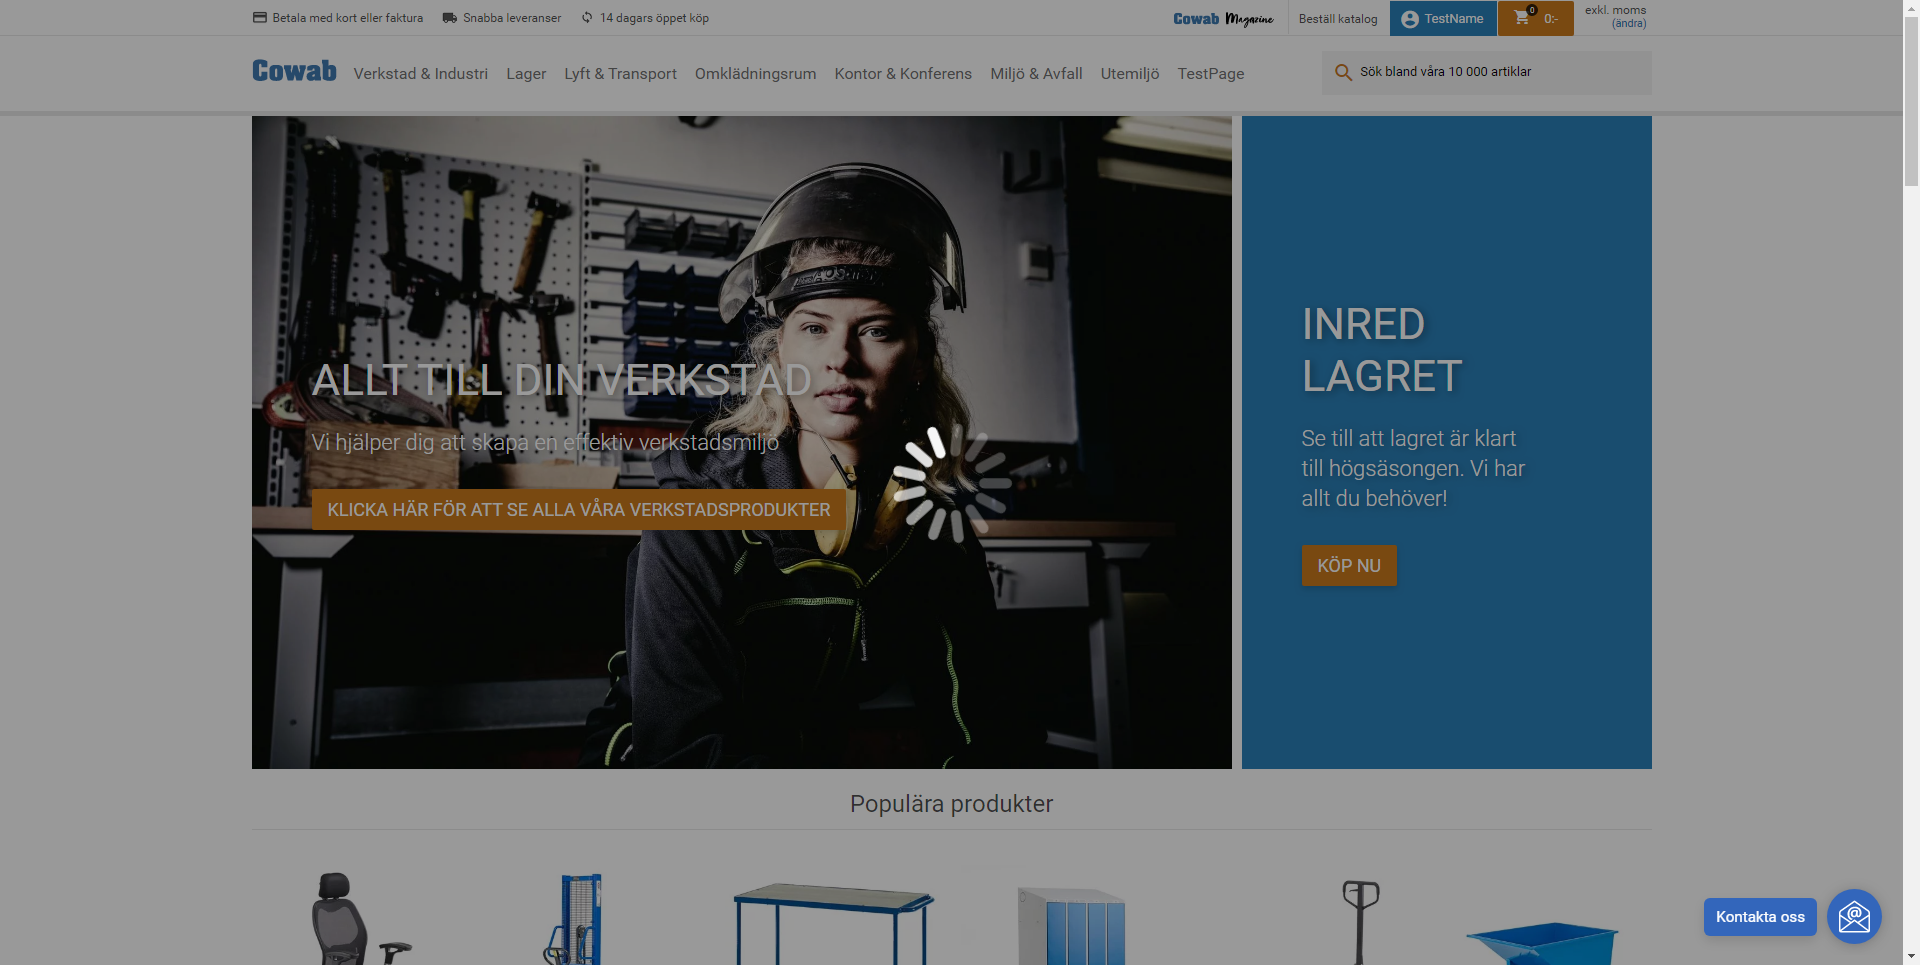 Betala med kort eller faktura
Snabba leveranser
14 dagars öppet köp
Cowab Magazine
Beställ katalog
TestName
0
0:-
exkl. moms
(ändra)
Cowab
Verkstad & Industri
Lager
Lyft & Transport
Omklädningsrum
Kontor & Konferens
Miljö & Avfall
Utemiljö
TestPage
Sök bland våra 10 000 artiklar
ALLT TILL DIN VERKSTAD
Vi hjälper dig att skapa en effektiv verkstadsmiljö
KLICKA HÄR FÖR ATT SE ALLA VÅRA VERKSTADSPRODUKTER
INRED
LAGRET
Se till att lagret är klart
till högsäsongen. Vi har
allt du behöver!
KÖP NU
Populära produkter
Kontakta oss